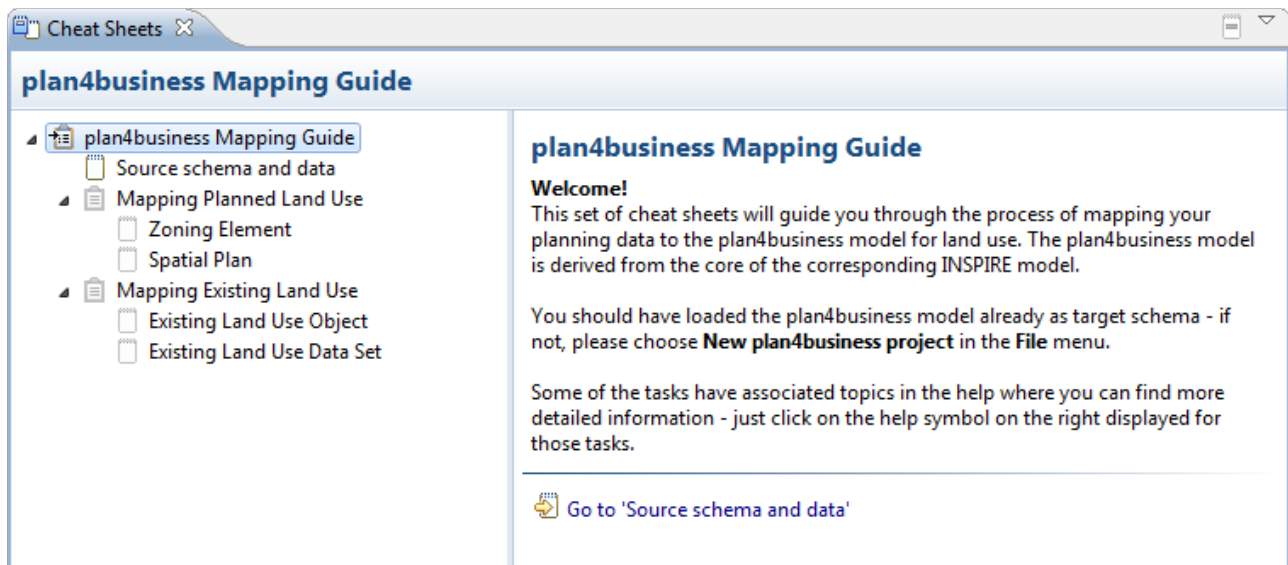 Cheat Sheets
plan4business Mapping Guide
plan4business Mapping Guide
Source schema and data
Mapping Planned Land Use
Zoning Element
Spatial Plan
Mapping Existing Land Use
Existing Land Use Object
Existing Land Use Data Set
plan4business Mapping Guide
Welcome!
This set of cheat sheets will guide you through the process of mapping your
planning data to the plan4business model for land use. The plan4business model
is derived from the core of the corresponding INSPIRE model.
You should have loaded the plan4business model already as target schema - if
not, please choose New plan4business project in the File menu.
Some of the tasks have associated topics in the help where you can find more
detailed information - just click on the help symbol on the right displayed for
those tasks.
Go to 'Source schema and data'